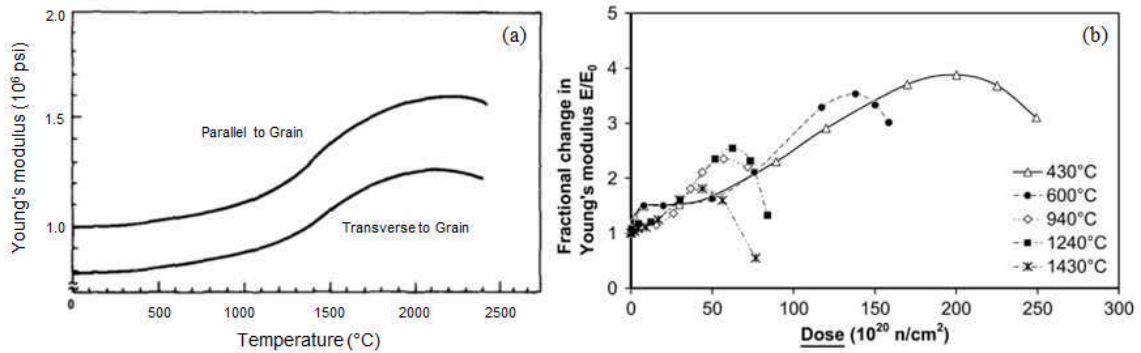 (a)
Young's modulus (10⁶ psi)
2.0
1.5
1.0
0
Parallel to Grain
Transverse to Grain
0
500
1000
1500
2000
2500
Temperature (°C)
(b)
Fractional change in
Young's modulus E/E₀
5
4
3
2
1
0
430°C
600°C
940°C
1240°C
1430°C
0
50
100
150
200
250
300
Dose (10²⁰ n/cm²)